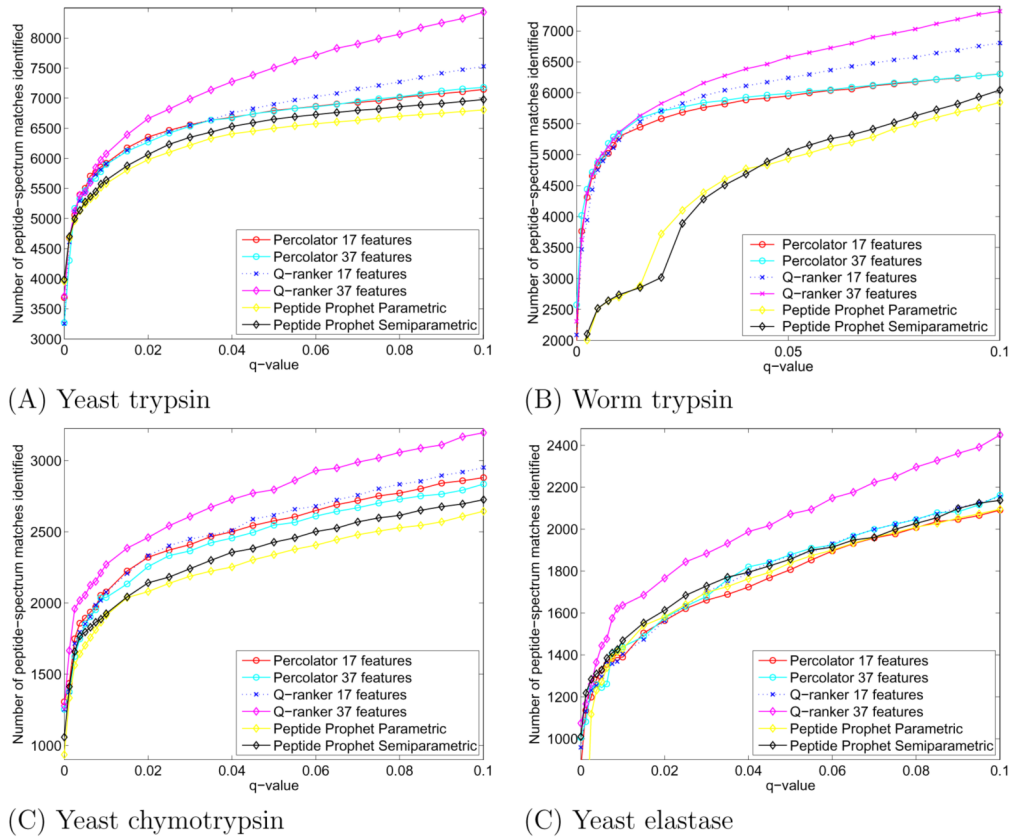 Number of peptide−spectrum matches identified
8000
7500
7000
6500
6000
5500
5000
4500
4000
3500
3000
0
0.02
0.04
0.06
0.08
0.1
q−value
Percolator 17 features
Percolator 37 features
Q−ranker 17 features
Q−ranker 37 features
Peptide Prophet Parametric
Peptide Prophet Semiparametric
(A) Yeast trypsin
Number of peptide−spectrum matches identified
7000
6500
6000
5500
5000
4500
4000
3500
3000
2500
2000
0
0.05
0.1
q−value
Percolator 17 features
Percolator 37 features
Q−ranker 17 features
Q−ranker 37 features
Peptide Prophet Parametric
Peptide Prophet Semiparametric
(B) Worm trypsin
Number of peptide−spectrum matches identified
3000
2500
2000
1500
1000
0
0.02
0.04
0.06
0.08
0.1
q−value
Percolator 17 features
Percolator 37 features
Q−ranker 17 features
Q−ranker 37 features
Peptide Prophet Parametric
Peptide Prophet Semiparametric
(C) Yeast chymotrypsin
Number of peptide−spectrum matches identified
2400
2200
2000
1800
1600
1400
1200
1000
0
0.02
0.04
0.06
0.08
0.1
q−value
Percolator 17 features
Percolator 37 features
Q−ranker 17 features
Q−ranker 37 features
Peptide Prophet Parametric
Peptide Prophet Semiparametric
(C) Yeast elastase